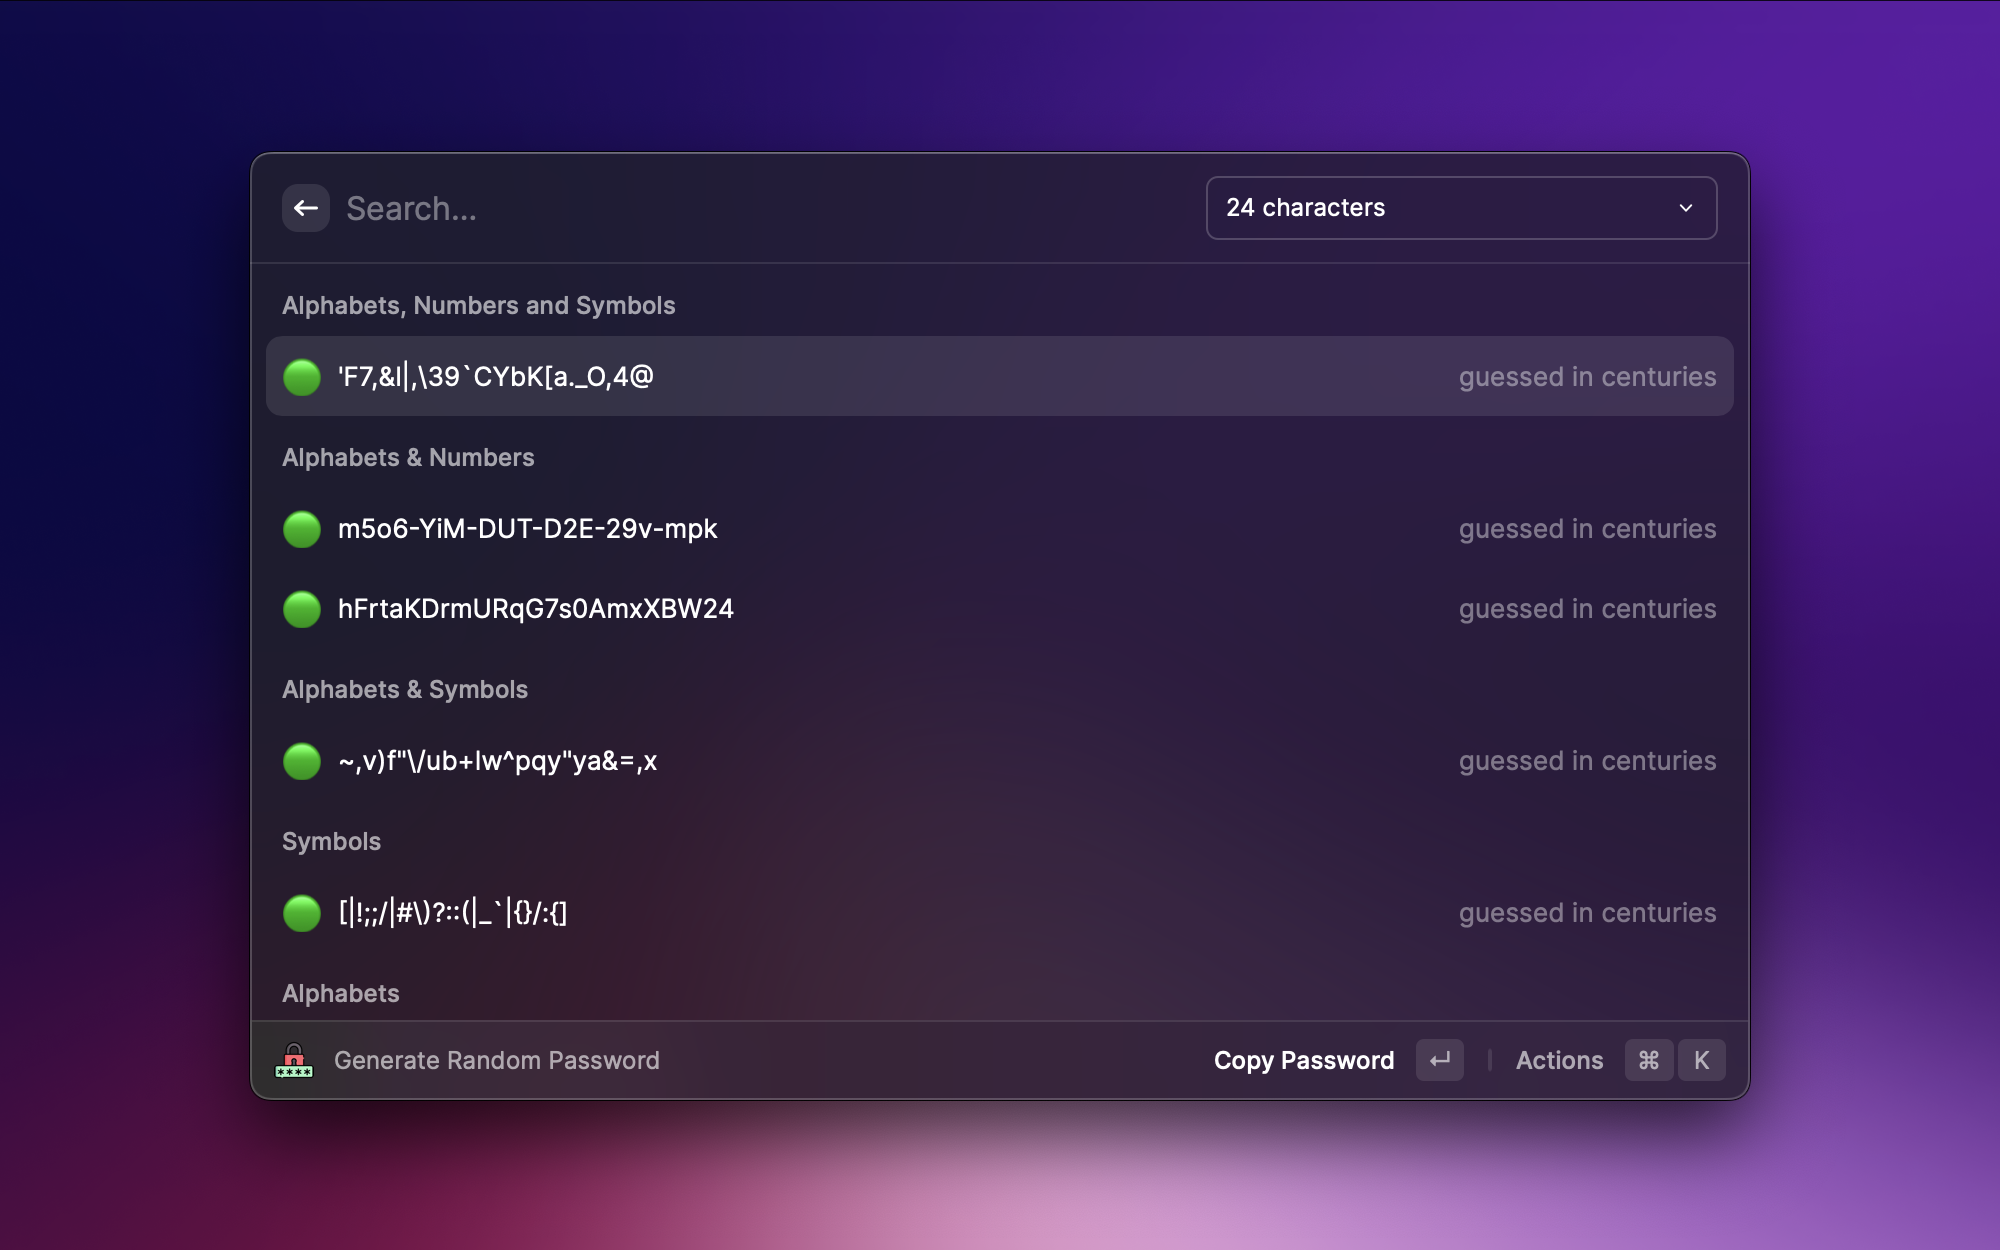 Search...
24 characters
Alphabets, Numbers and Symbols
'F7,&l|,\39`CYbK[a._O,4@
guessed in centuries
Alphabets & Numbers
m5o6-YiM-DUT-D2E-29v-mpk
guessed in centuries
hFrtaKDrmURqG7s0AmxXBW24
guessed in centuries
Alphabets & Symbols
~,v)f"\/ub+Iw^pqy"ya&=,x
guessed in centuries
Symbols
[|!;;/|#\)?::(|_`|{}/:{]
guessed in centuries
Alphabets
****
Generate Random Password
Copy Password
Actions
⌘ K